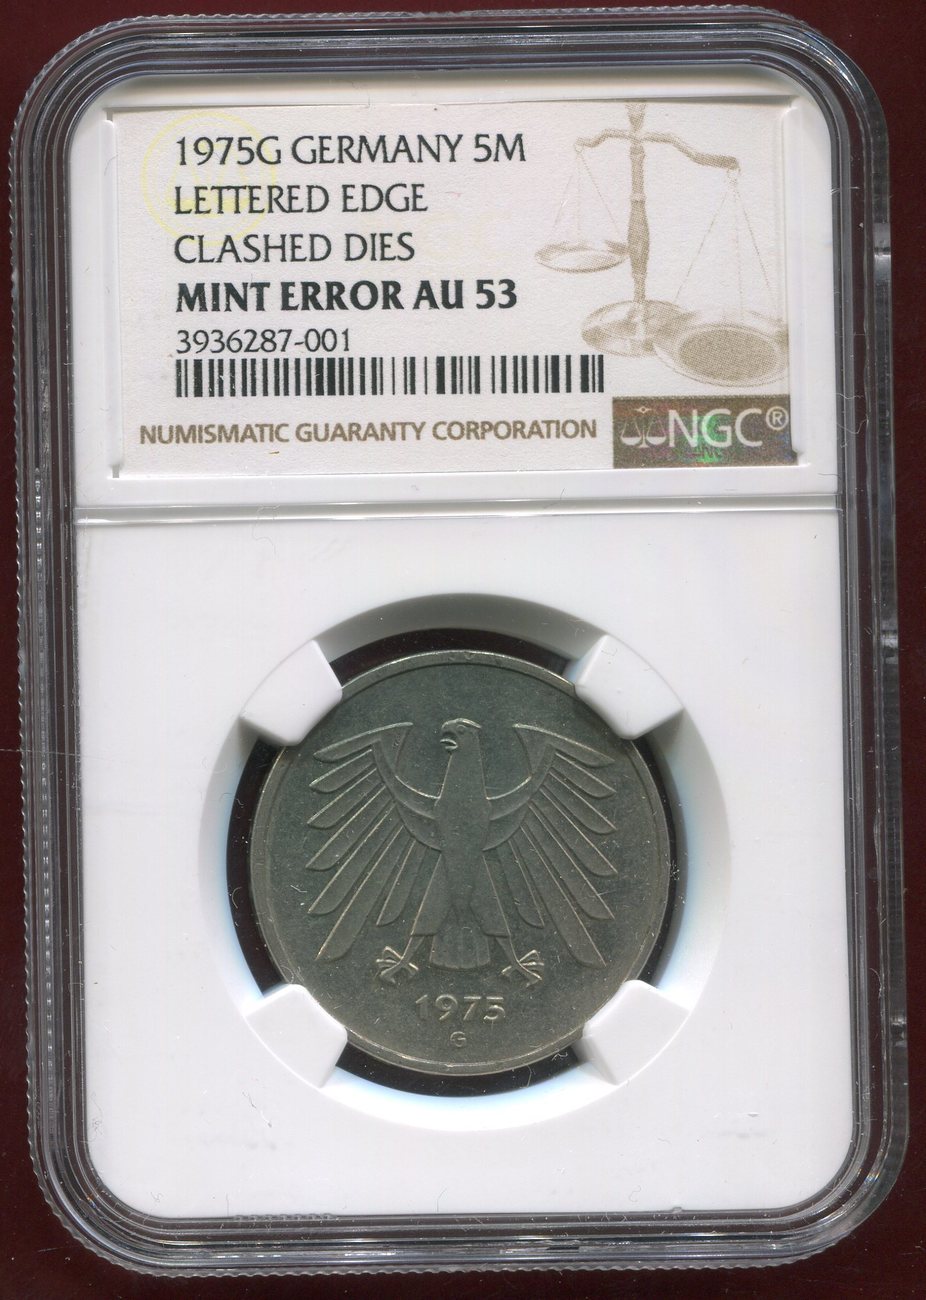 1975G GERMANY 5M
LETTERED EDGE
CLASHED DIES
MINT ERROR AU 53
3936287-001
NUMISMATIC GUARANTY CORPORATION
NGC®
1975
G